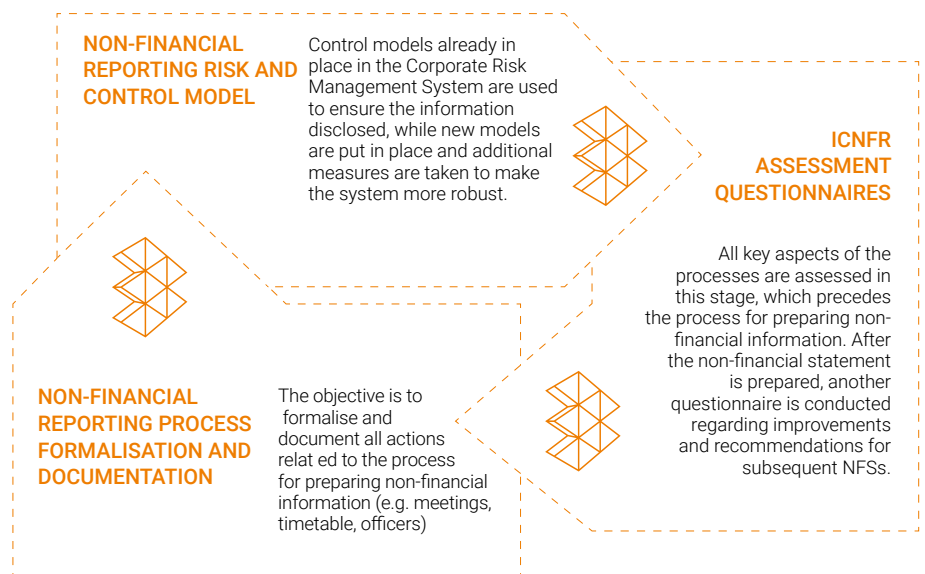 NON-FINANCIAL
REPORTING RISK AND
CONTROL MODEL
Control models already in
place in the Corporate Risk
Management System are used
to ensure the information
disclosed, while new models
are put in place and additional
measures are taken to make
the system more robust.
ICNFR
ASSESSMENT
QUESTIONNAIRES
All key aspects of the
processes are assessed in
this stage, which precedes
the process for preparing non-
financial information. After
the non-financial statement
is prepared, another
questionnaire is conducted
regarding improvements
and recommendations for
subsequent NFSs.
NON-FINANCIAL
REPORTING PROCESS
FORMALISATION AND
DOCUMENTATION
The objective is to
formalise and
document all actions
relat ed to the process
for preparing non-financial
information (e.g. meetings,
timetable, officers)